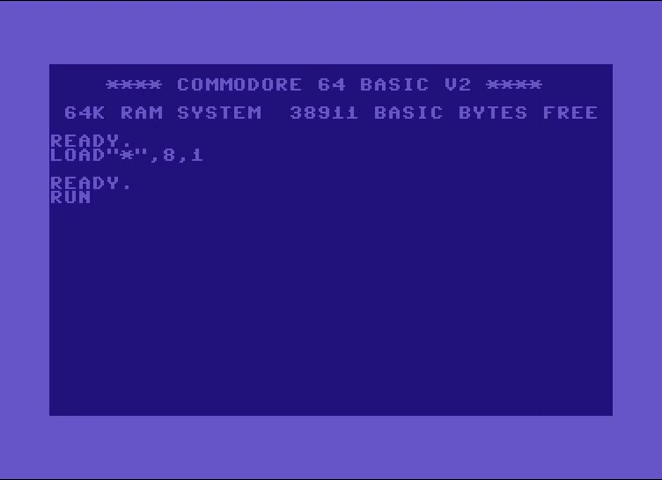 **** COMMODORE 64 BASIC V2 ****
64K RAM SYSTEM  38911 BASIC BYTES FREE
READY.
LOAD"*",8,1
READY.
RUN